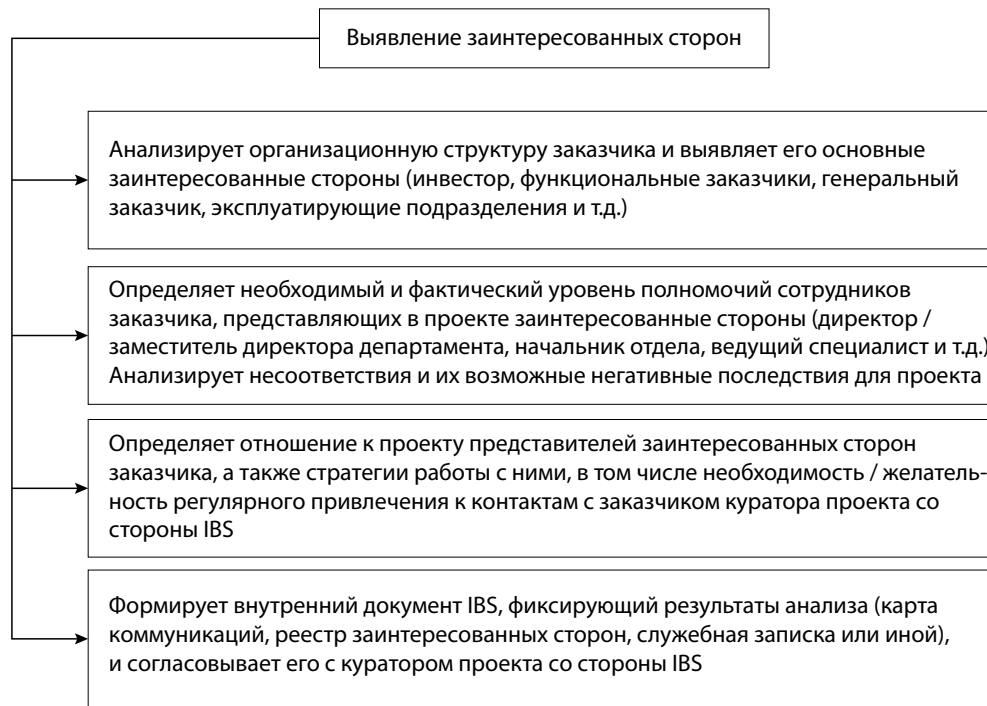 Выявление заинтересованных сторон
Анализирует организационную структуру заказчика и выявляет его основные
заинтересованные стороны (инвестор, функциональные заказчики, генеральный
заказчик, эксплуатирующие подразделения и т.д.)
Определяет необходимый и фактический уровень полномочий сотрудников
заказчика, представляющих в проекте заинтересованные стороны (директор /
заместитель директора департамента, начальник отдела, ведущий специалист и т.д.)
Анализирует несоответствия и их возможные негативные последствия для проекта
Определяет отношение к проекту представителей заинтересованных сторон
заказчика, а также стратегии работы с ними, в том числе необходимость / желатель-
ность регулярного привлечения к контактам с заказчиком куратора проекта со
стороны IBS
Формирует внутренний документ IBS, фиксирующий результаты анализа (карта
коммуникаций, реестр заинтересованных сторон, служебная записка или иной),
и согласовывает его с куратором проекта со стороны IBS